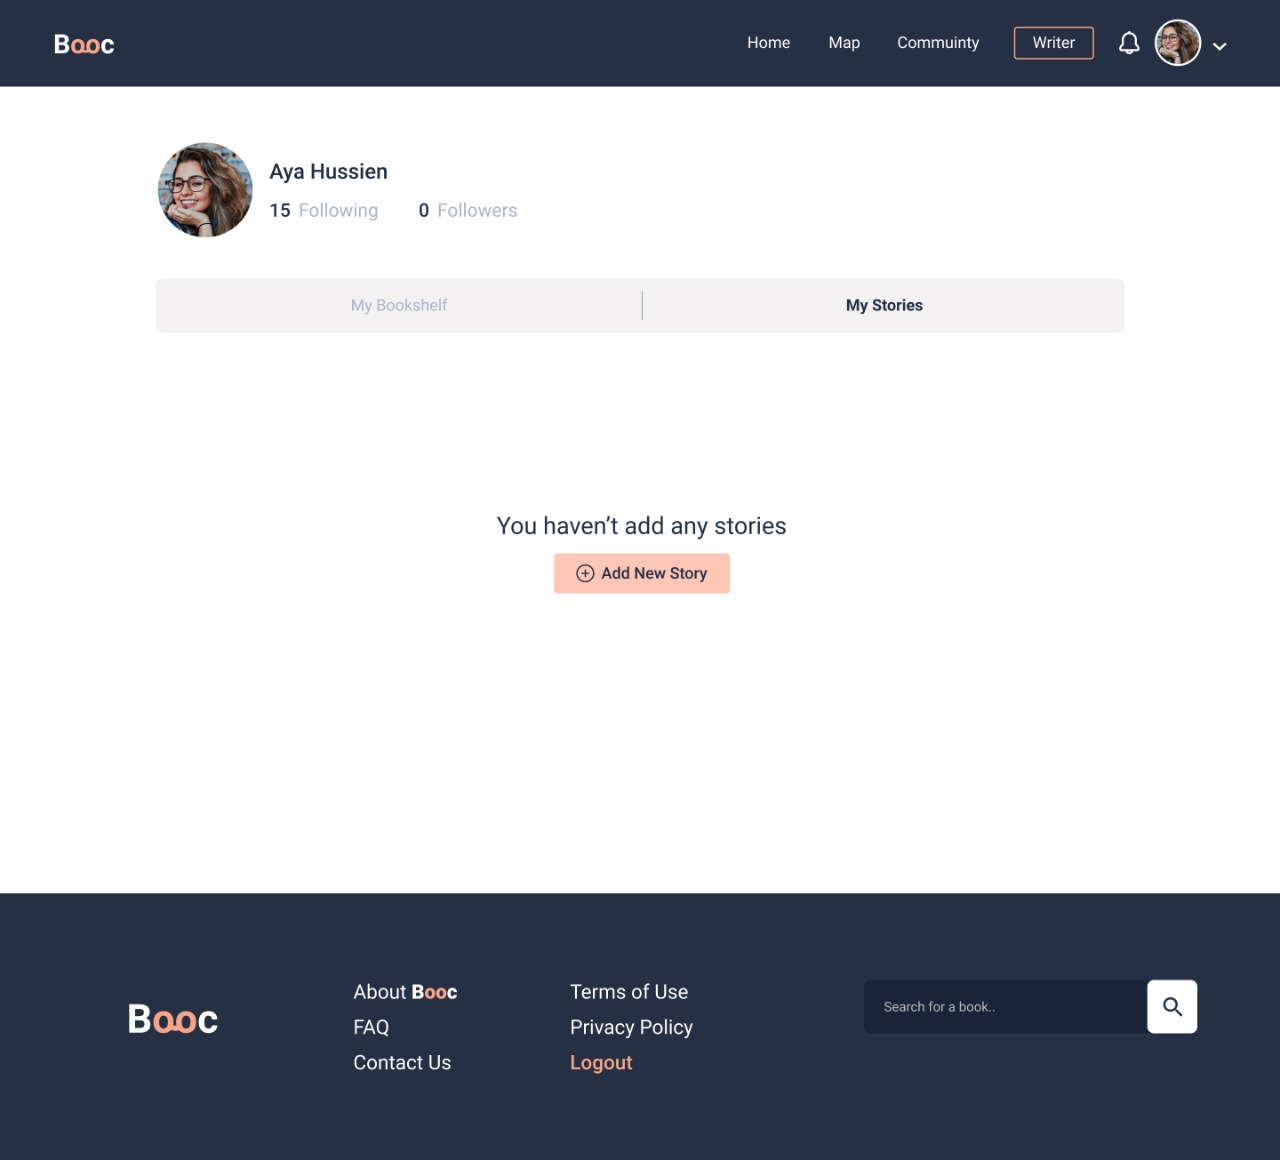 Booc
Home
Map
Commuinty
Writer
Aya Hussien
15 Following
0 Followers
My Bookshelf
My Stories
You haven’t add any stories
Add New Story
Booc
About Booc
FAQ
Contact Us
Terms of Use
Privacy Policy
Logout
Search for a book..